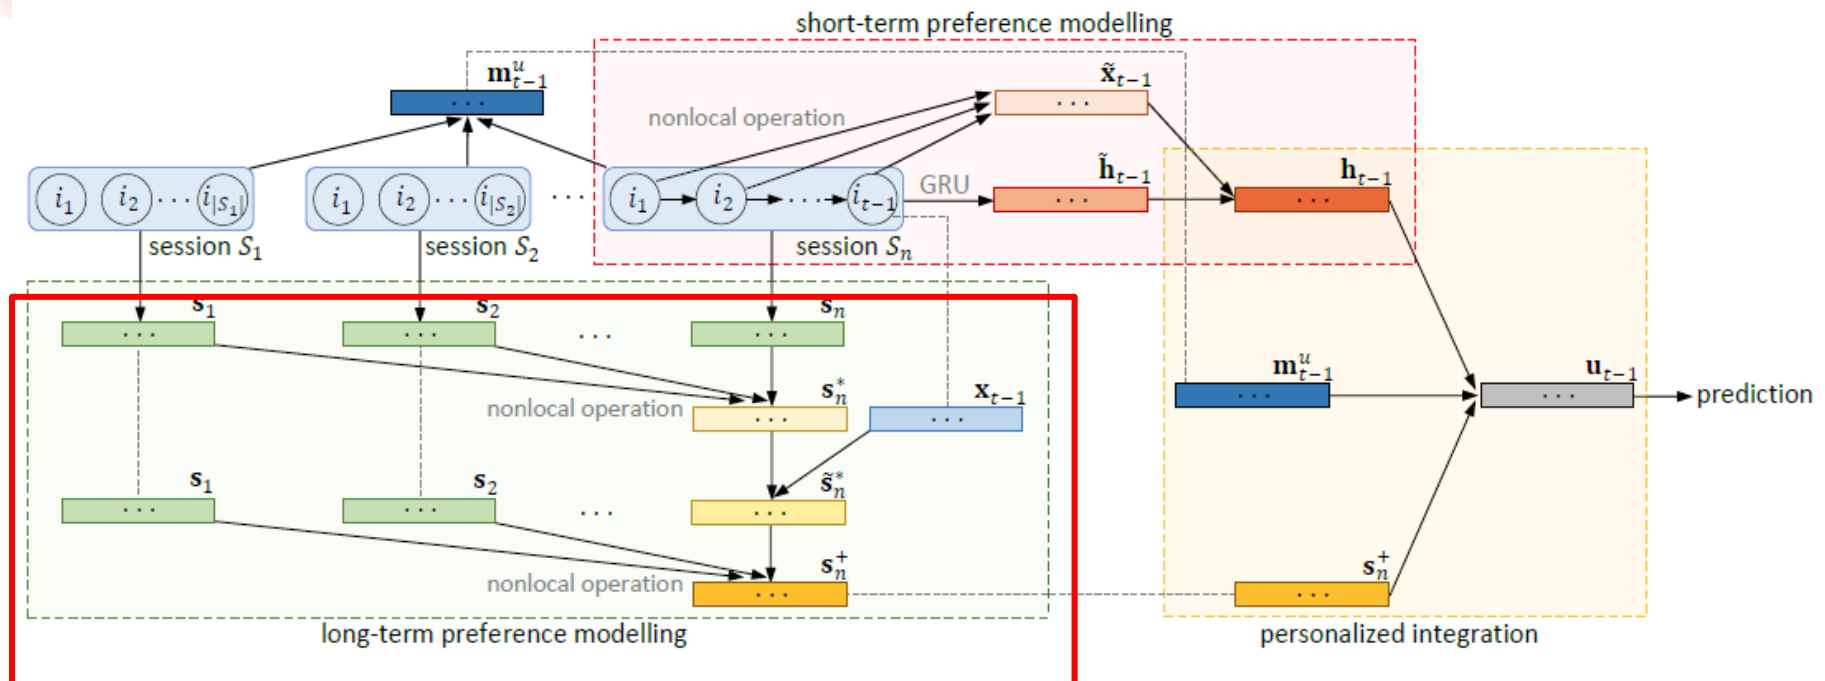 short-term preference modelling
m^u_{t−1}
x̃_{t−1}
...
nonlocal operation
...
i_1 i_2 ... i_{|S_1|}
i_1 i_2 ... i_{|S_2|}
...
i_1 i_2 ... i_{t−1}
GRU
h̃_{t−1}
...
h_{t−1}
...
session S_1
session S_2
session S_n
s_1
...
s_2
...
...
s_n
...
nonlocal operation
s*_n
...
x_{t−1}
...
m^u_{t−1}
...
u_{t−1}
...
prediction
s_1
...
s_2
...
...
s̃*_n
...
nonlocal operation
s^+_n
...
s^+_n
...
long-term preference modelling
personalized integration